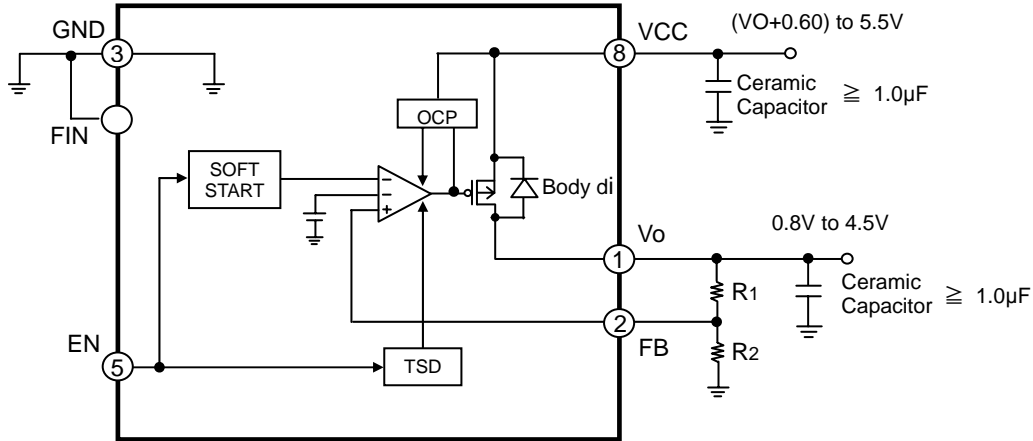 GND
3
FIN
VCC
8
(VO+0.60) to 5.5V
Ceramic
Capacitor ≧ 1.0µF
OCP
SOFT
START
−
−
+
Body di
Vo
1
0.8V to 4.5V
Ceramic
Capacitor ≧ 1.0µF
R1
2
FB
R2
EN
5
TSD